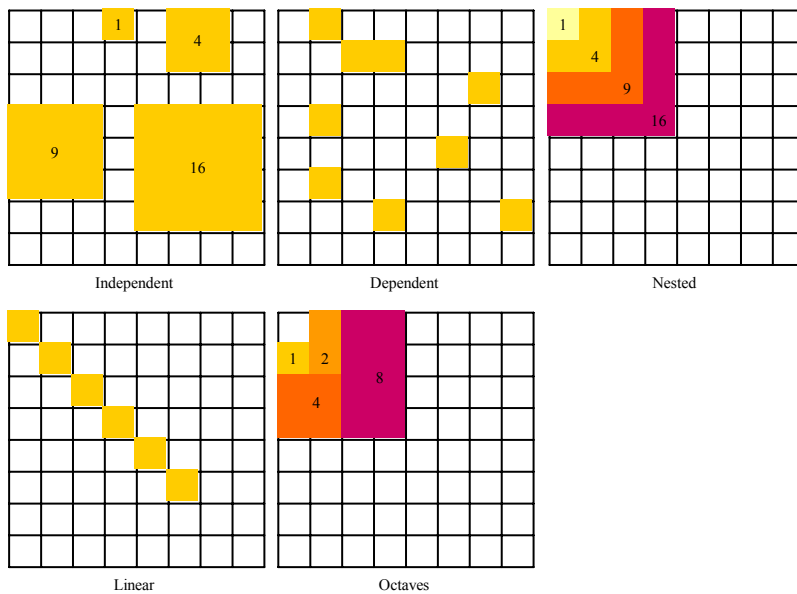 1
4
9
16
Independent
Dependent
1
4
9
16
Nested
Linear
1
2
4
8
Octaves